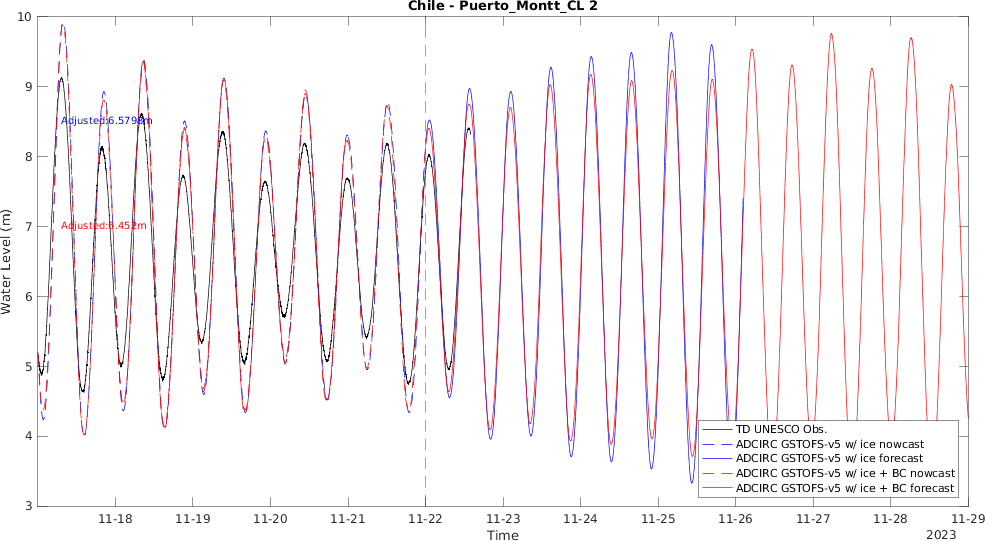 Chile - Puerto_Montt_CL 2
10
9
8
7
6
5
4
3
Water Level (m)
Adjusted:6.5798m
Adjusted:6.452m
TD UNESCO Obs.
ADCIRC GSTOFS-v5 w/ ice nowcast
ADCIRC GSTOFS-v5 w/ ice forecast
ADCIRC GSTOFS-v5 w/ ice + BC nowcast
ADCIRC GSTOFS-v5 w/ ice + BC forecast
11-18 11-19 11-20 11-21 11-22 11-23 11-24 11-25 11-26 11-27 11-28 11-29
Time
2023